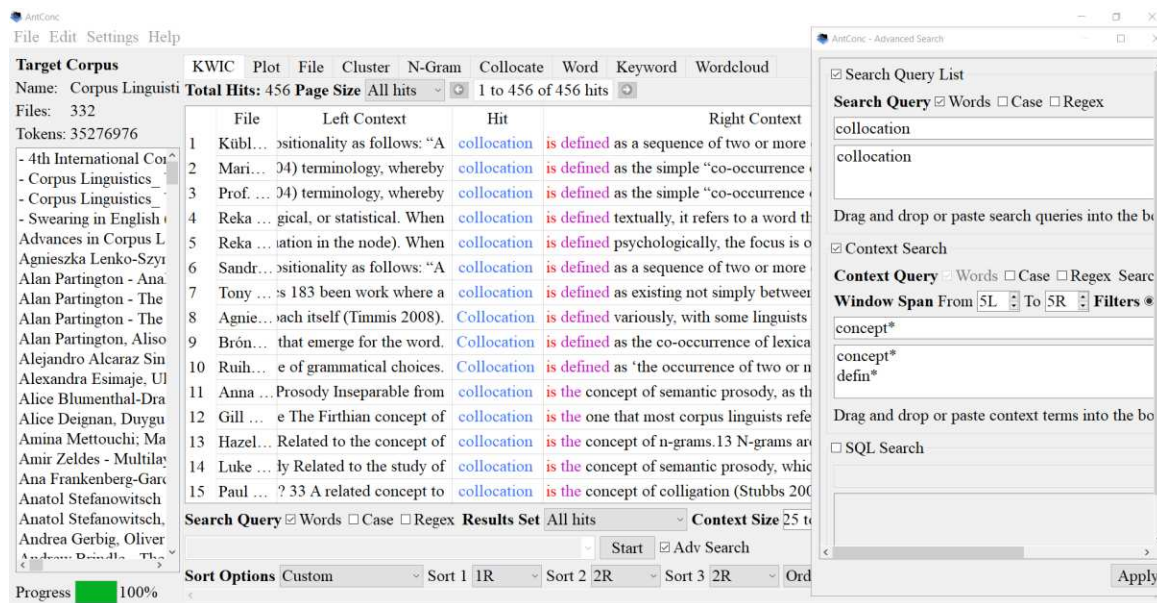 AntConc
File Edit Settings Help
Target Corpus
Name: Corpus Linguisti
Files: 332
Tokens: 35276976
- 4th International Cor
- Corpus Linguistics_
- Corpus Linguistics_
- Swearing in English
Advances in Corpus L
Agnieszka Lenko-Szyr
Alan Partington - Ana
Alan Partington - The
Alan Partington - The
Alan Partington, Aliso
Alejandro Alcaraz Sin
Alexandra Esimaje, Ul
Alice Blumenthal-Dra
Alice Deignan, Duygu
Amina Mettouchi; Ma
Amir Zeldes - Multilay
Ana Frankenberg-Garc
Anatol Stefanowitsch
Anatol Stefanowitsch,
Andrea Gerbig, Oliver
Andrew Brindle - The
Progress 100%
KWIC Plot File Cluster N-Gram Collocate Word Keyword Wordcloud
Total Hits: 456 Page Size All hits 1 to 456 of 456 hits
File Left Context Hit Right Context
1 Kübl... ositionality as follows: “A collocation is defined as a sequence of two or more
2 Mari... 04) terminology, whereby collocation is defined as the simple “co-occurrence
3 Prof. ... 04) terminology, whereby collocation is defined as the simple “co-occurrence
4 Reka ... gical, or statistical. When collocation is defined textually, it refers to a word th
5 Reka ... ation in the node). When collocation is defined psychologically, the focus is o
6 Sandr... ositionality as follows: “A collocation is defined as a sequence of two or more
7 Tony ... s 183 been work where a collocation is defined as existing not simply between
8 Agnie... ach itself (Timmis 2008). Collocation is defined variously, with some linguists
9 Brón... that emerge for the word. Collocation is defined as the co-occurrence of lexica
10 Ruih... e of grammatical choices. Collocation is defined as ‘the occurrence of two or n
11 Anna ... Prosody Inseparable from collocation is the concept of semantic prosody, as th
12 Gill ... e The Firthian concept of collocation is the one that most corpus linguists refe
13 Hazel... Related to the concept of collocation is the concept of n-grams.13 N-grams are
14 Luke ... ly Related to the study of collocation is the concept of semantic prosody, whic
15 Paul ... ? 33 A related concept to collocation is the concept of colligation (Stubbs 200
Search Query Words Case Regex Results Set All hits Context Size 25 to
Start Adv Search
Sort Options Custom Sort 1 1R Sort 2 2R Sort 3 2R Ord
AntConc - Advanced Search
Search Query List
Search Query Words Case Regex
collocation
collocation
Drag and drop or paste search queries into the bo
Context Search
Context Query Words Case Regex Searc
Window Span From 5L To 5R Filters
concept*
concept*
defin*
Drag and drop or paste context terms into the bo
SQL Search
Apply